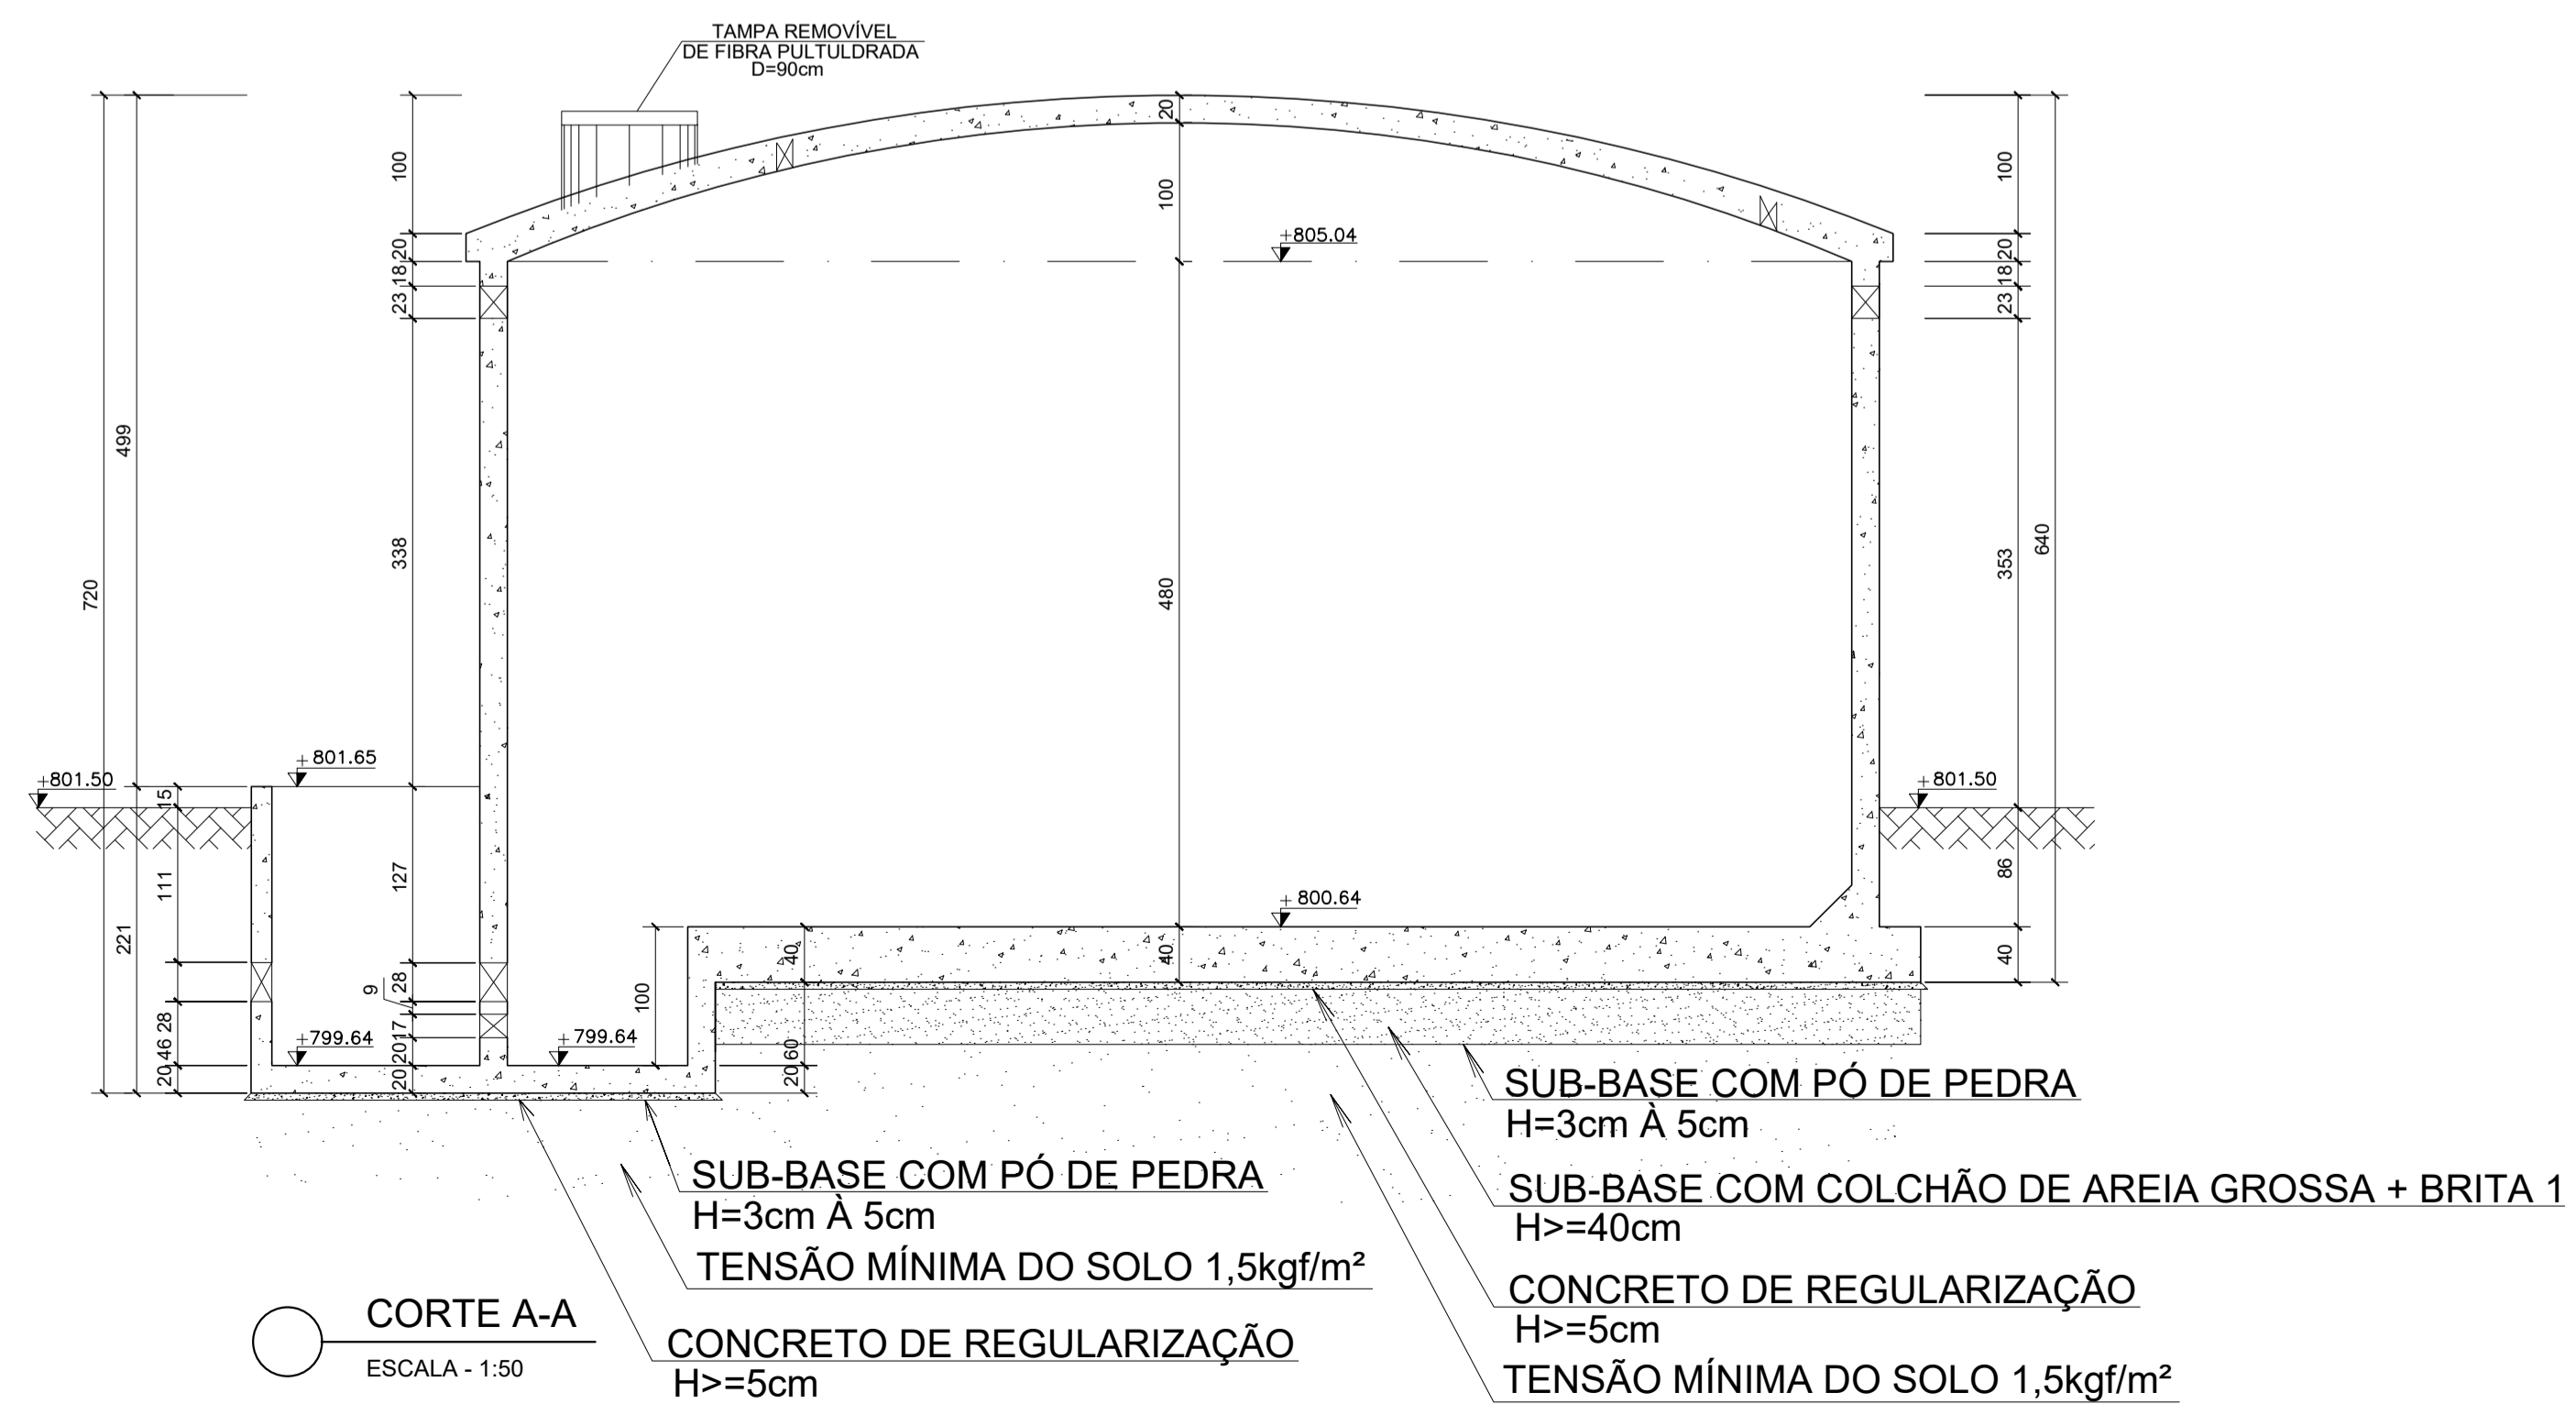 TAMPA REMOVÍVEL
DE FIBRA PULTULDRADA
D=90cm
20
100
100
100
+805.04
20
18
23
20
18
23
499
338
720
480
353
640
+801.65
+801.50
15
+801.50
111
127
221
86
+800.64
40
40
40
9
28
100
28
46
17
20
+799.64
+799.64
60
20
20
20
SUB-BASE COM PÓ DE PEDRA
H=3cm À 5cm
SUB-BASE COM PÓ DE PEDRA
H=3cm À 5cm
SUB-BASE COM COLCHÃO DE AREIA GROSSA + BRITA 1
H>=40cm
TENSÃO MÍNIMA DO SOLO 1,5kgf/m²
CONCRETO DE REGULARIZAÇÃO
H>=5cm
CORTE A-A
ESCALA - 1:50
CONCRETO DE REGULARIZAÇÃO
H>=5cm
TENSÃO MÍNIMA DO SOLO 1,5kgf/m²